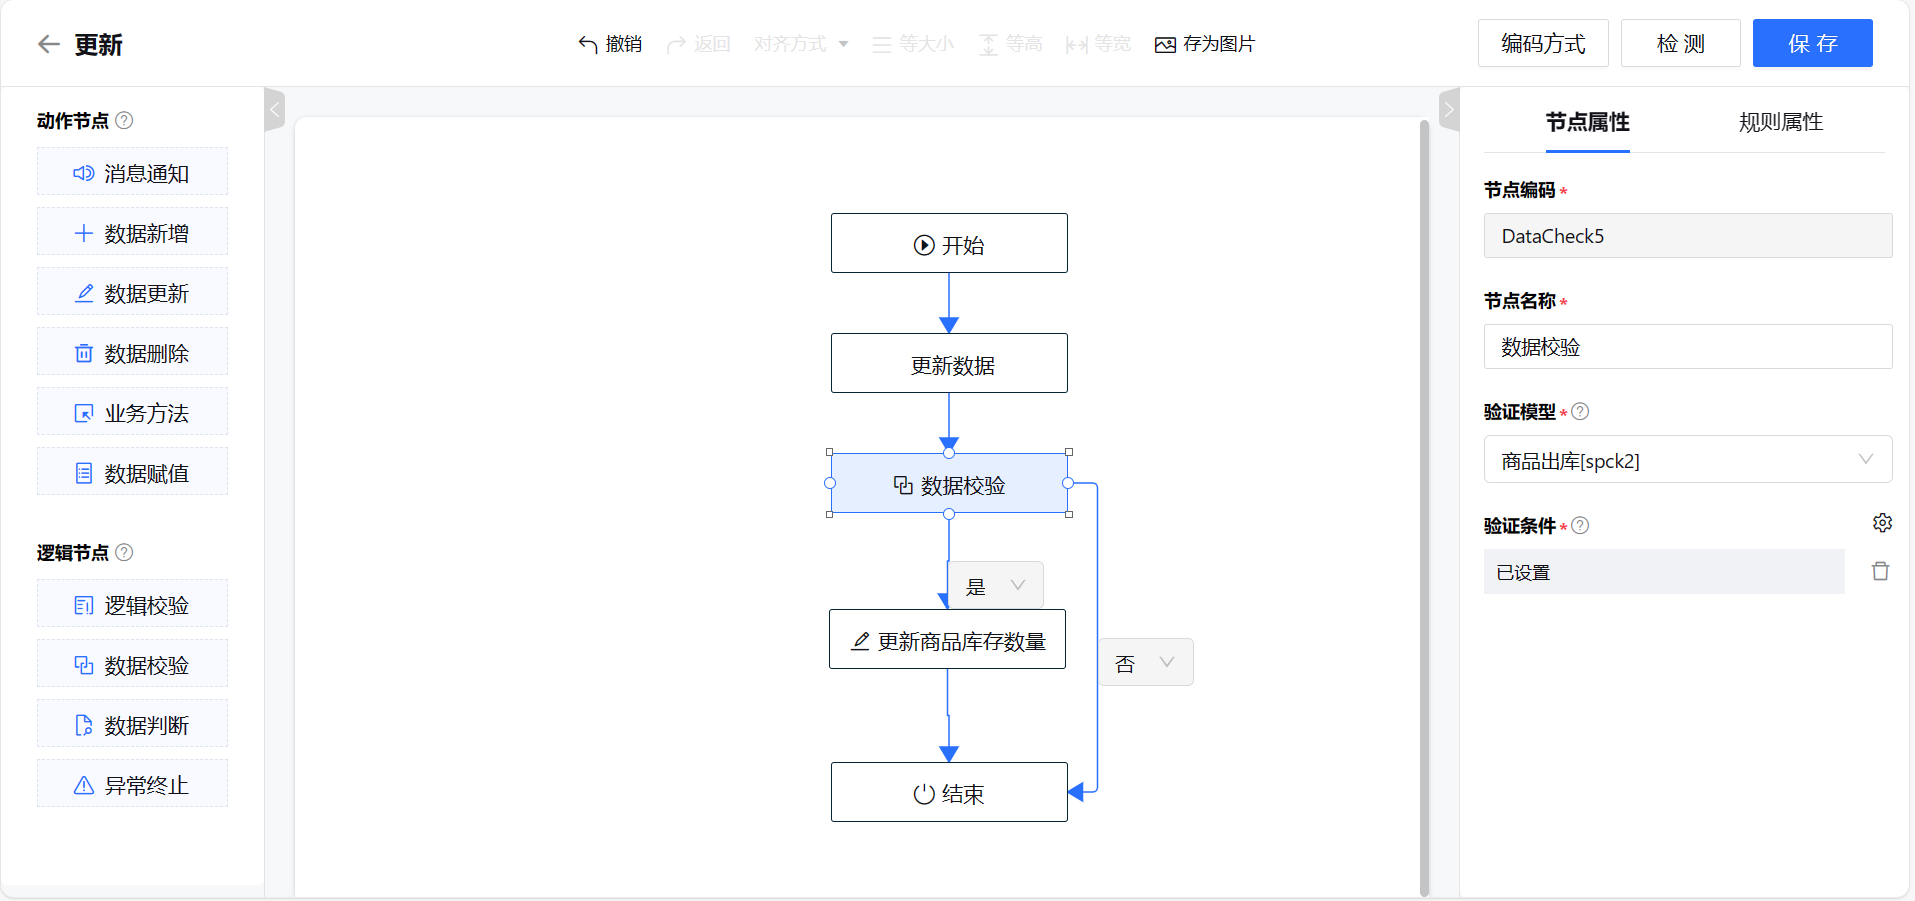 更新
撤销
返回
对齐方式
等大小
等高
等宽
存为图片
编码方式
检 测
保 存
动作节点
消息通知
数据新增
数据更新
数据删除
业务方法
数据赋值
逻辑节点
逻辑校验
数据校验
数据判断
异常终止
开始
更新数据
数据校验
是
更新商品库存数量
否
结束
节点属性
规则属性
节点编码*
DataCheck5
节点名称*
数据校验
验证模型*
商品出库[spck2]
验证条件*
已设置